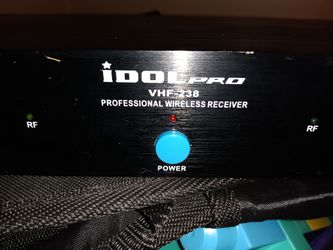 iDOLPRO
VHF-238
PROFESSIONAL WIRELESS RECEIVER
RF
RF
POWER